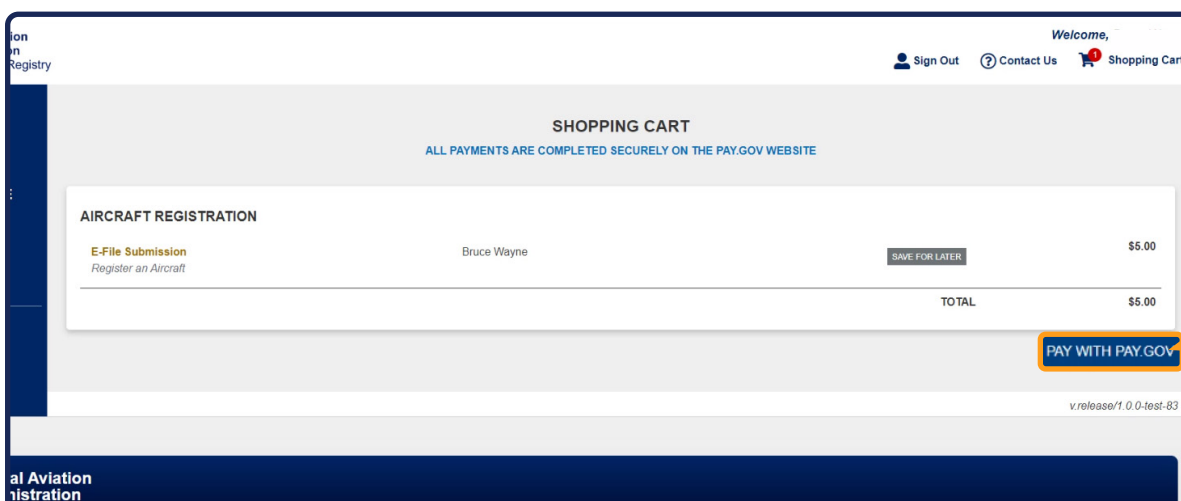 ion
on
Registry
Welcome,
Sign Out
Contact Us
1
Shopping Cart
SHOPPING CART
ALL PAYMENTS ARE COMPLETED SECURELY ON THE PAY.GOV WEBSITE
AIRCRAFT REGISTRATION
E-File Submission Bruce Wayne SAVE FOR LATER $5.00
Register an Aircraft
TOTAL $5.00
PAY WITH PAY.GOV
v.release/1.0.0-test-83
al Aviation
nistration